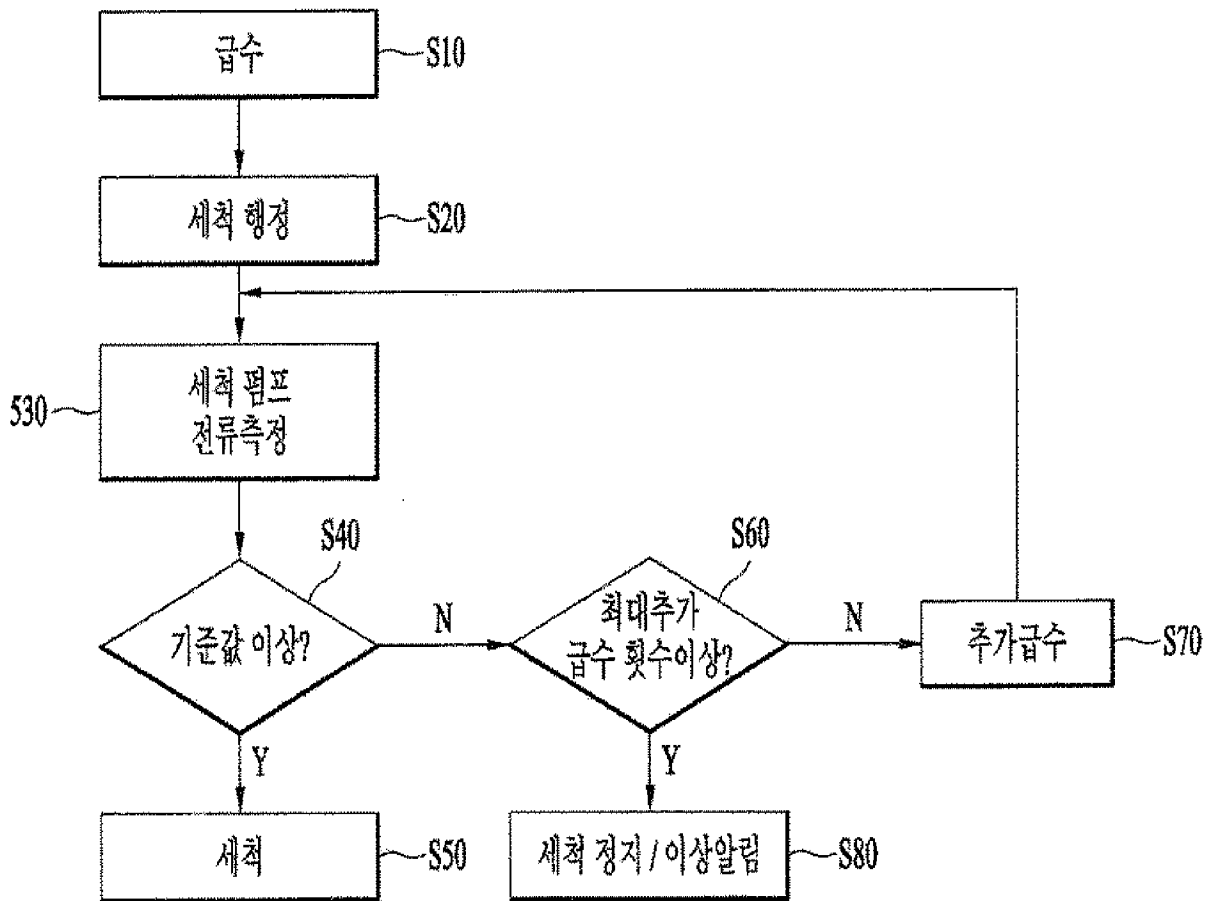 급수
S10
세척 행정
S20
세척 펌프
전류측정
530
S40
기준값 이상?
N
S60
최대추가
급수 횟수이상?
N
추가급수
S70
Y
Y
세척
S50
세척 정지 / 이상알림
S80